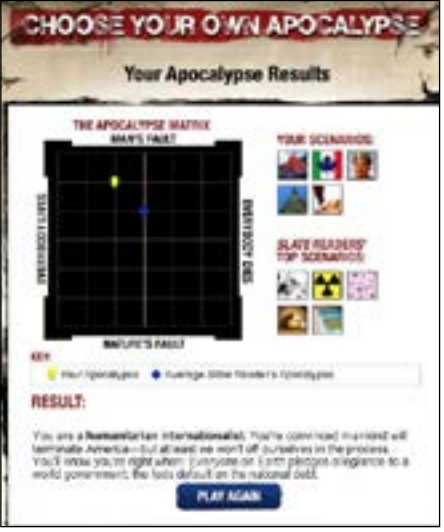 CHOOSE YOUR OWN APOCALYPSE
Your Apocalypse Results
THE APOCALYPSE MATRIX
MAN'S FAULT
YOUR SCENARIOS:
EVERYBODY DIES
SLATE READERS'
TOP SCENARIOS:
NATURE'S FAULT
KEY:
Your Apocalypse
Average Slate Reader's Apocalypse
RESULT:
You are a humanitarian internationalist. You're convinced mankind will
terminate America—but at least we won't off ourselves in the process.
You'll know you're right when: Everyone on Earth pledges allegiance to a
world government; the feds default on the national debt.
PLAY AGAIN